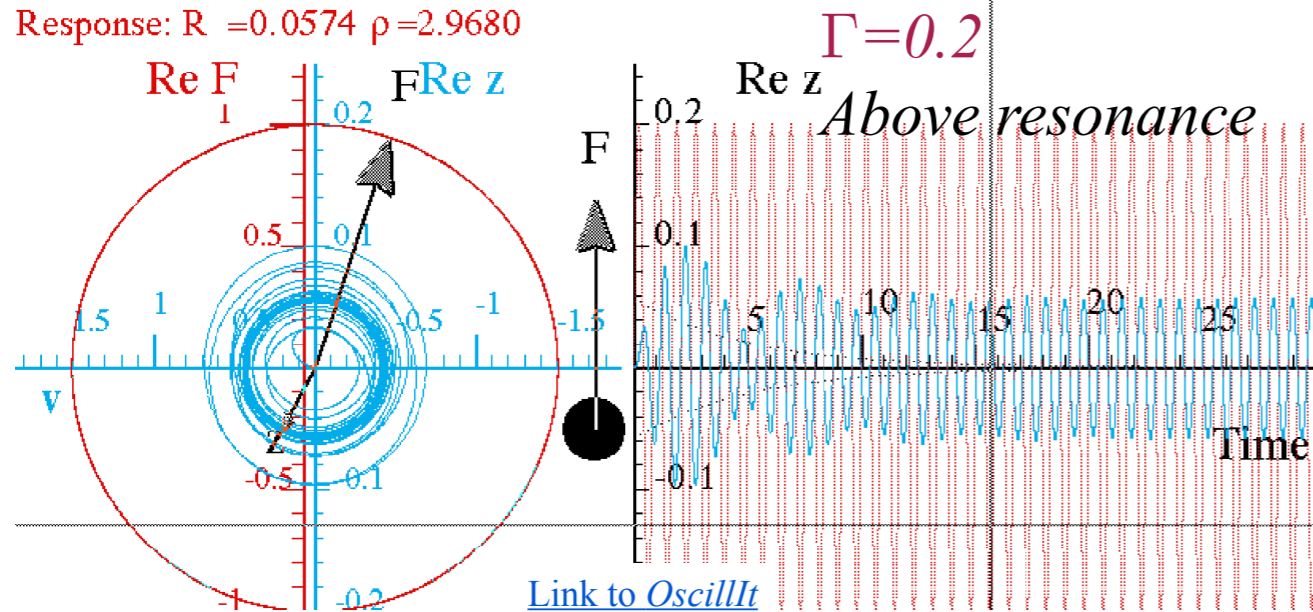 Response: R =0.0574 ρ=2.9680
Γ=0.2
Re F
F
Re z
Re z
Above resonance
1
0.2
0.2
F
0.5
0.1
0.1
1.5
1
-0.5
-1
-1.5
5
10
15
20
25
v
z
Time
-0.5
-0.1
-0.1
-1
-0.2
Link to OscillIt